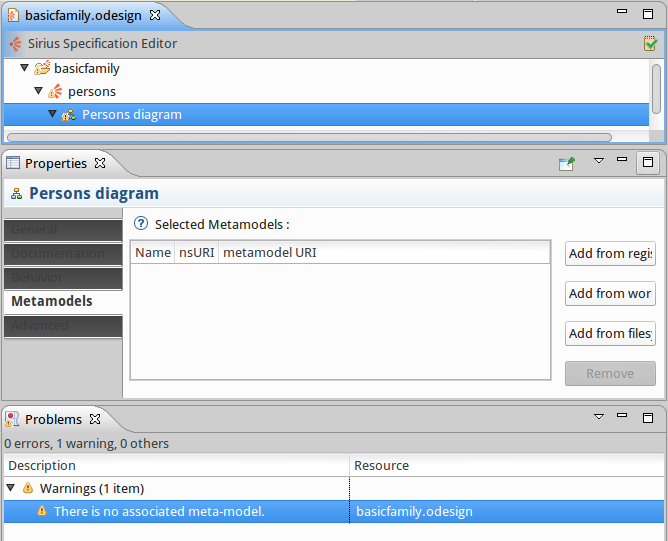 basicfamily.odesign
Sirius Specification Editor
basicfamily
persons
Persons diagram
Properties
Persons diagram
General
Documentation
Behavior
Metamodels
Advanced
? Selected Metamodels :
Name nsURI metamodel URI
Add from regis
Add from wor
Add from files
Remove
Problems
0 errors, 1 warning, 0 others
Description Resource
Warnings (1 item)
There is no associated meta-model. basicfamily.odesign